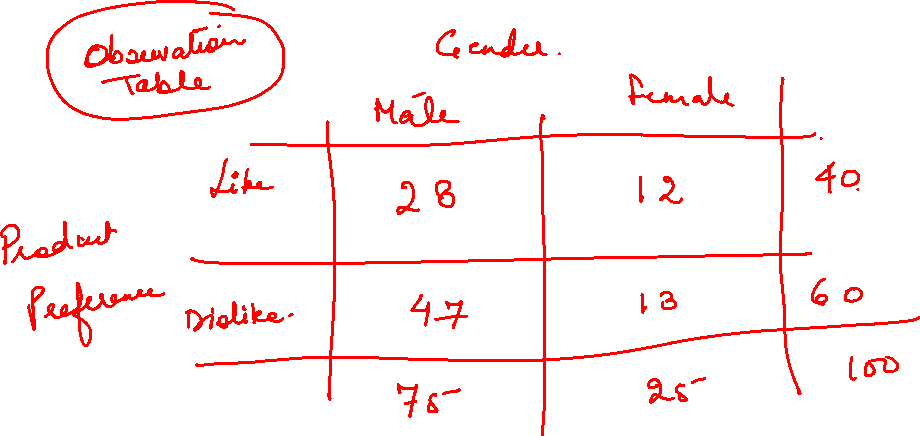 Observation
Table
Gender.
Male Female
Like 28 12 40
Product
Preference
Dislike. 47 13 60
75 25 100